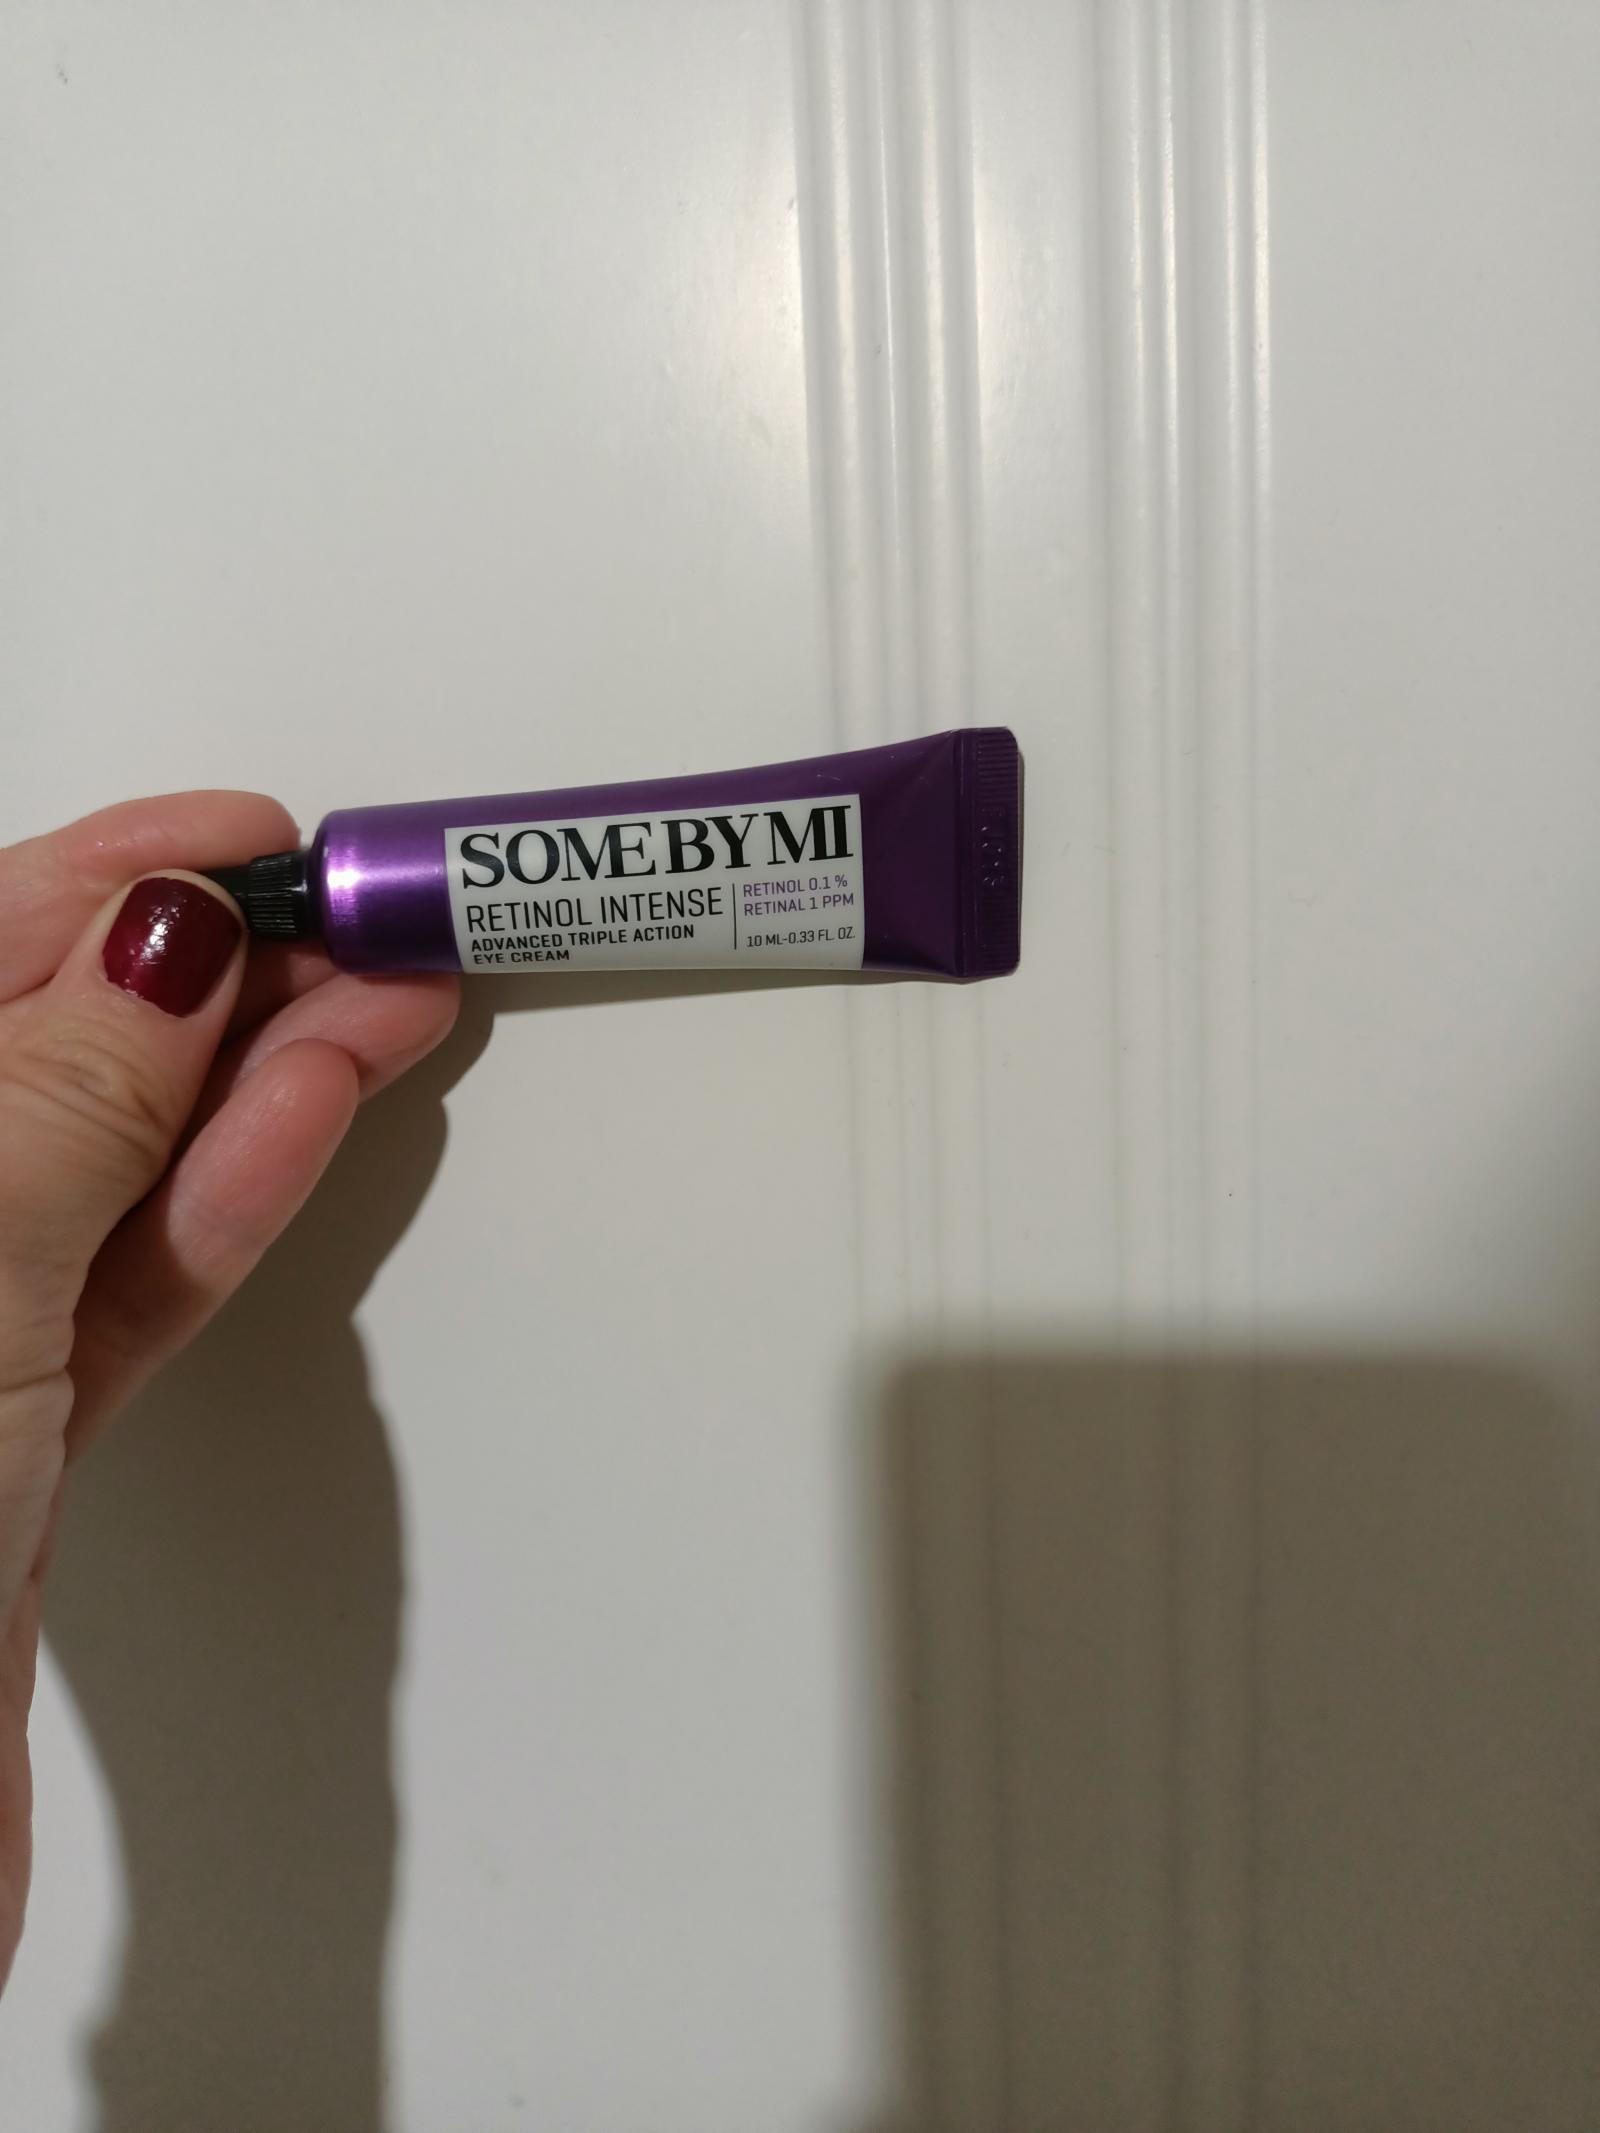 SOME BY MI
RETINOL INTENSE
ADVANCED TRIPLE ACTION
EYE CREAM
RETINOL 0.1 %
RETINAL 1 PPM
10 ML-0.33 FL. OZ.